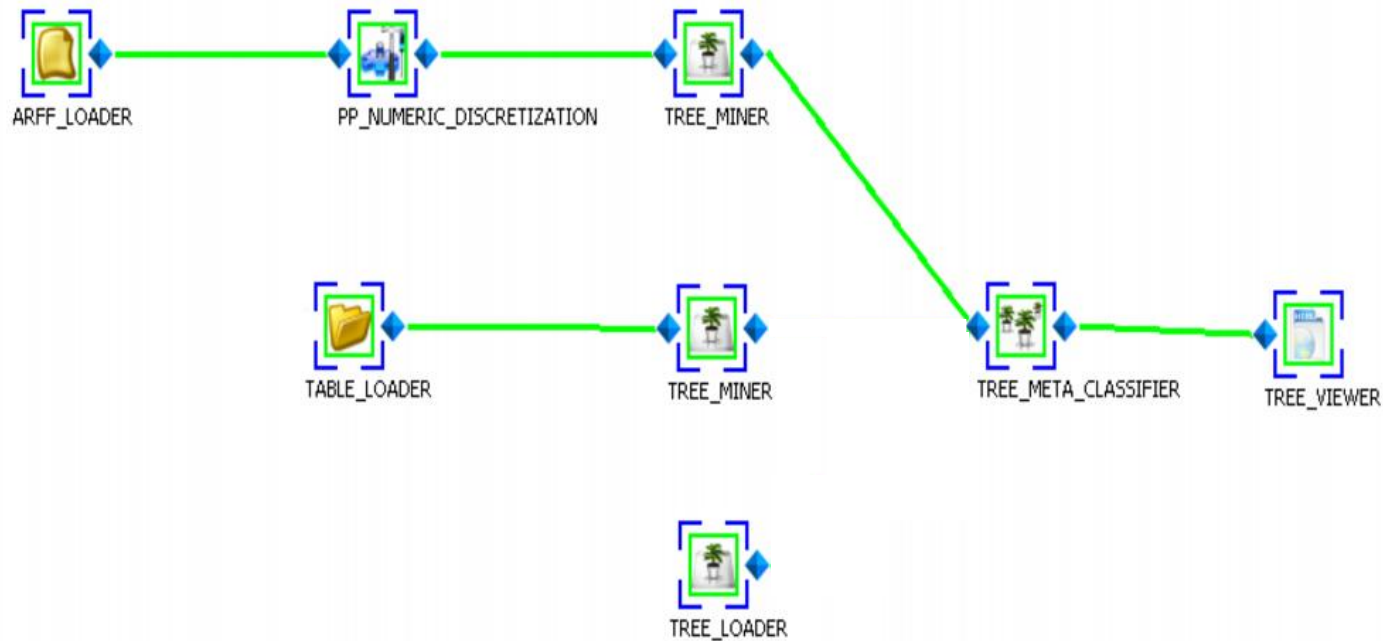 ARFF_LOADER
PP_NUMERIC_DISCRETIZATION
TREE_MINER
TABLE_LOADER
TREE_MINER
TREE_META_CLASSIFIER
TREE_VIEWER
TREE_LOADER